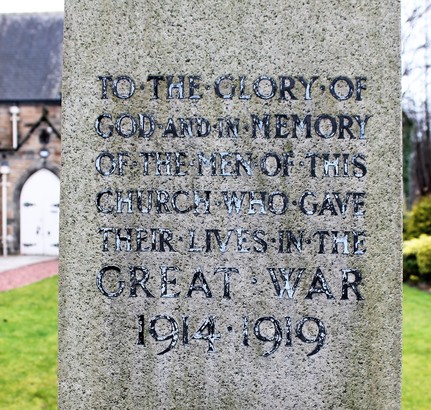 TO·THE·GLORY·OF
GOD·AND·IN·MEMORY
OF·THE·MEN·OF·THIS
CHURCH·WHO·GAVE
THEIR·LIVES·IN·THE
GREAT·WAR
1914·1919